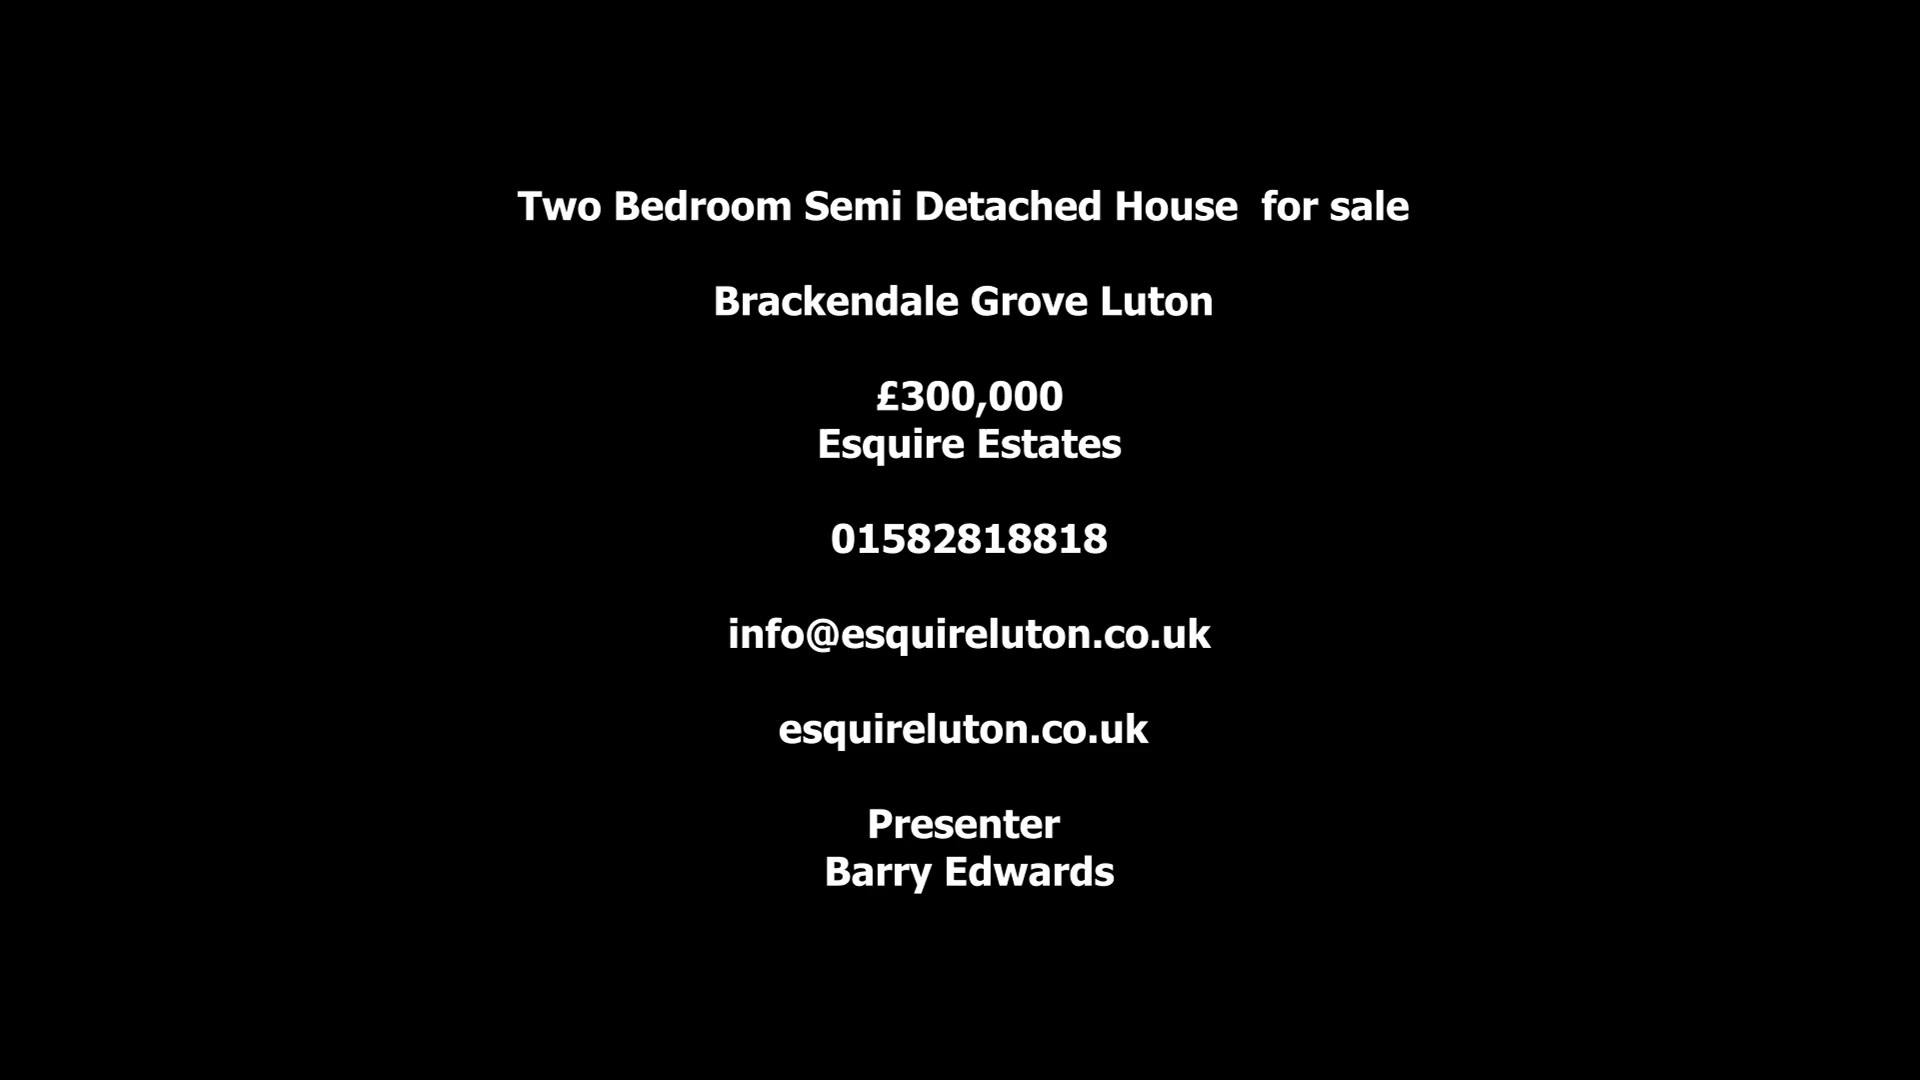 Two Bedroom Semi Detached House  for sale
Brackendale Grove Luton
£300,000
Esquire Estates
01582818818
info@esquireluton.co.uk
esquireluton.co.uk
Presenter
Barry Edwards